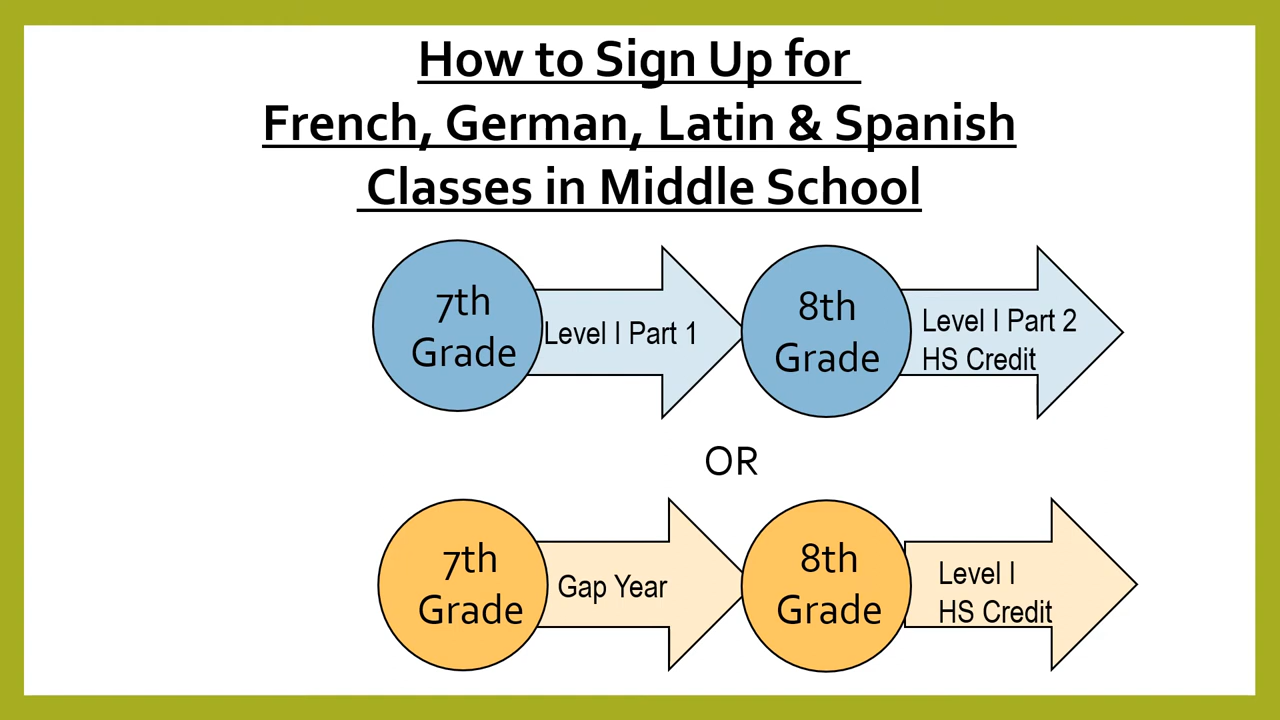 How to Sign Up for
French, German, Latin & Spanish
Classes in Middle School
7th
Grade
Level I Part 1
8th
Grade
Level I Part 2
HS Credit
OR
7th
Grade
Gap Year
8th
Grade
Level I
HS Credit